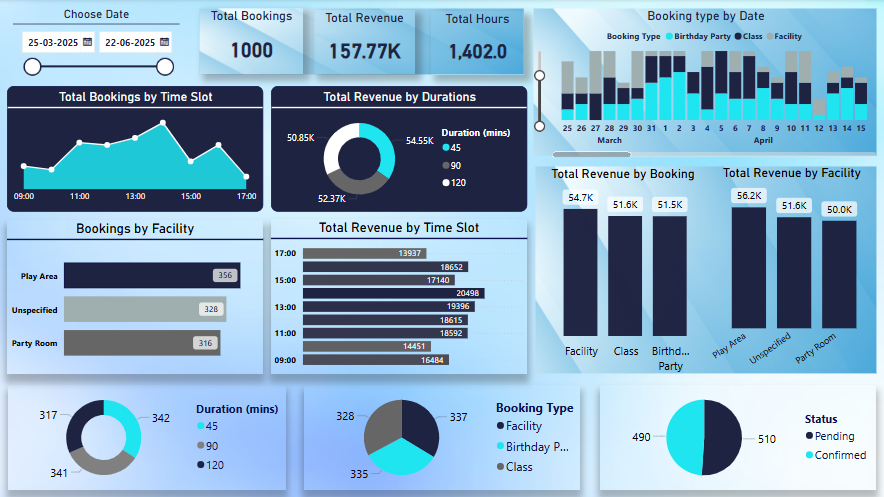 Choose Date
25-03-2025 22-06-2025
Total Bookings
1000
Total Revenue
157.77K
Total Hours
1,402.0
Booking type by Date
Booking Type Birthday Party Class Facility
25 26 27 28 29 30 31 1 2 3 4 5 6 7 8 9 10 11 12 13 14 15
March April
Total Bookings by Time Slot
09:00 11:00 13:00 15:00 17:00
Total Revenue by Durations
50.85K
54.55K
52.37K
Duration (mins)
45
90
120
Total Revenue by Booking
54.7K 51.6K 51.5K
Facility Class Birthd...
Party
Total Revenue by Facility
56.2K 51.6K 50.0K
Play Area Unspecified Party Room
Bookings by Facility
Play Area 356
Unspecified 328
Party Room 316
Total Revenue by Time Slot
17:00 13937
18652
15:00 17140
20498
13:00 19396
18615
11:00 18592
14451
09:00 16484
317
342
341
Duration (mins)
45
90
120
328
337
335
Booking Type
Facility
Birthday P...
Class
490
510
Status
Pending
Confirmed